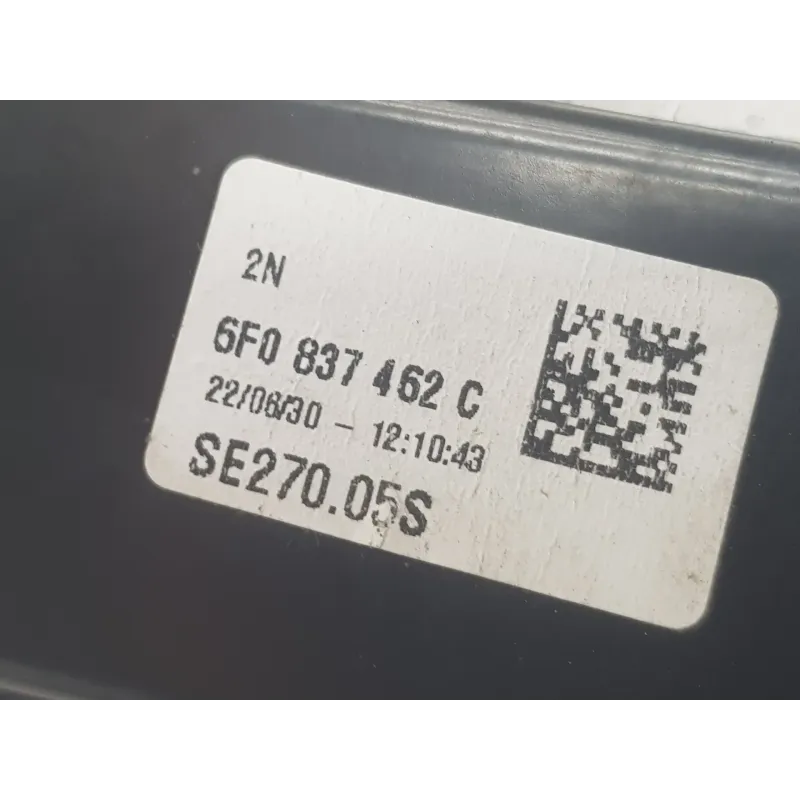 2N
6F0 837 462 C
22/06/30 - 12:10:43
SE270.05S